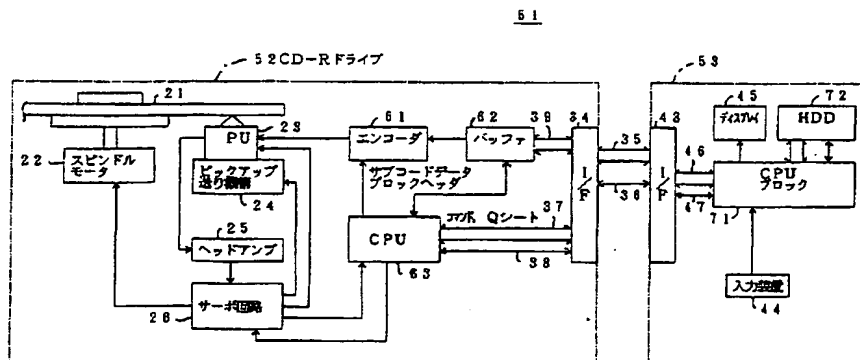 51
52CD-Rドライブ
53
21
61
62
39
34
43
45
72
PU
23
エンコーダ
バッファ
35
ディスプレイ
HDD
22
スピンドル
モータ
ピックアップ
送り機構
24
サブコードデータ
ブロックヘッダ
I/F
36
I/F
46
47
CPU
ブロック
71
25
ヘッドアンプ
CPU
63
コマンド、Qシート
37
38
26
サーボ回路
入力装置
44